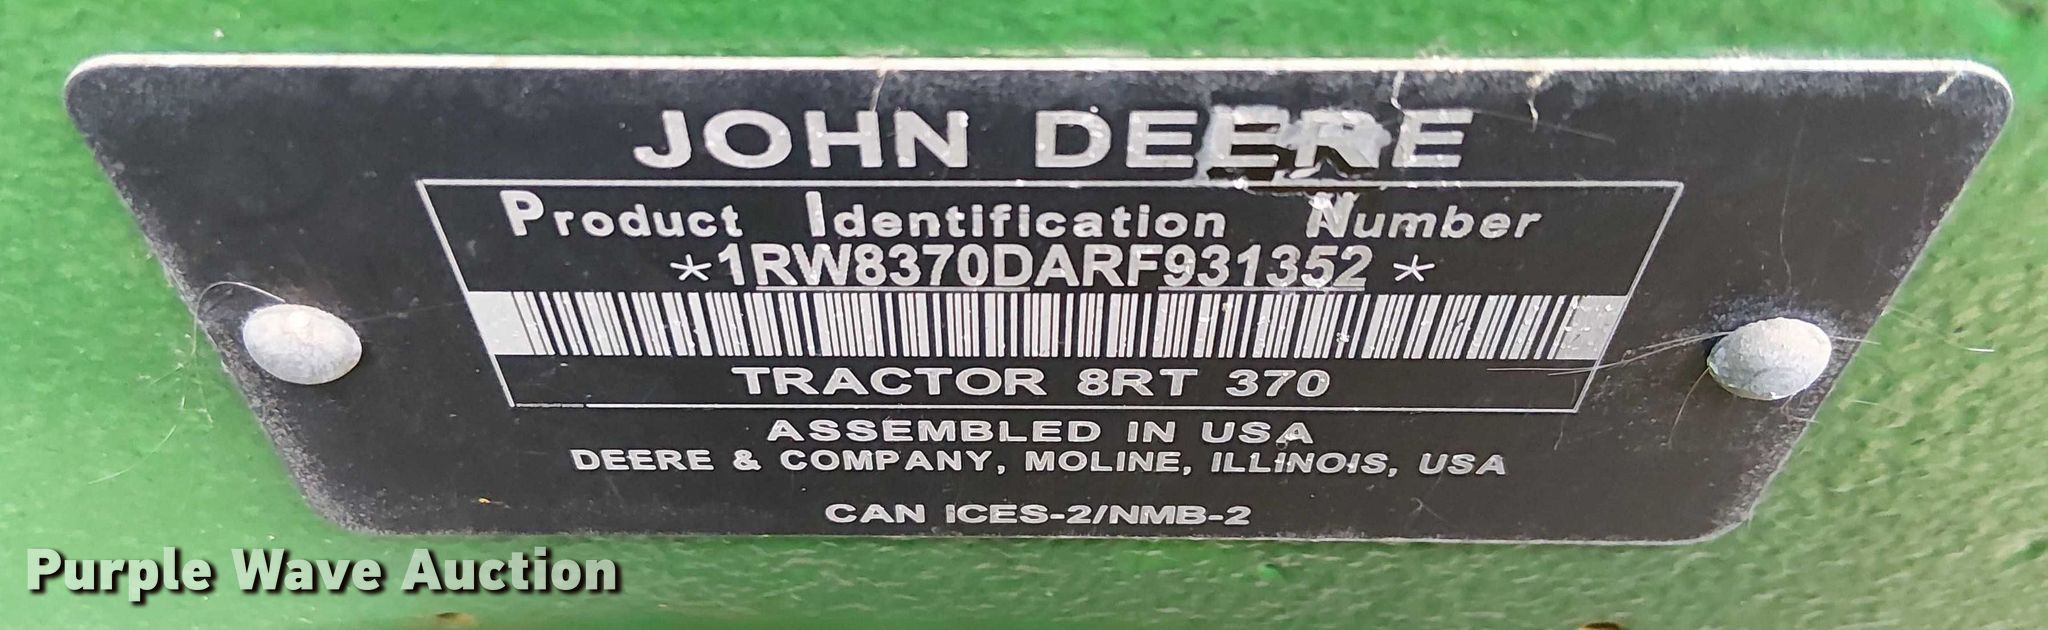 JOHN DEERE
Product Identification Number
*1RW8370DARF931352*
TRACTOR 8RT 370
ASSEMBLED IN USA
DEERE & COMPANY, MOLINE, ILLINOIS, USA
CAN ICES-2/NMB-2
Purple Wave Auction